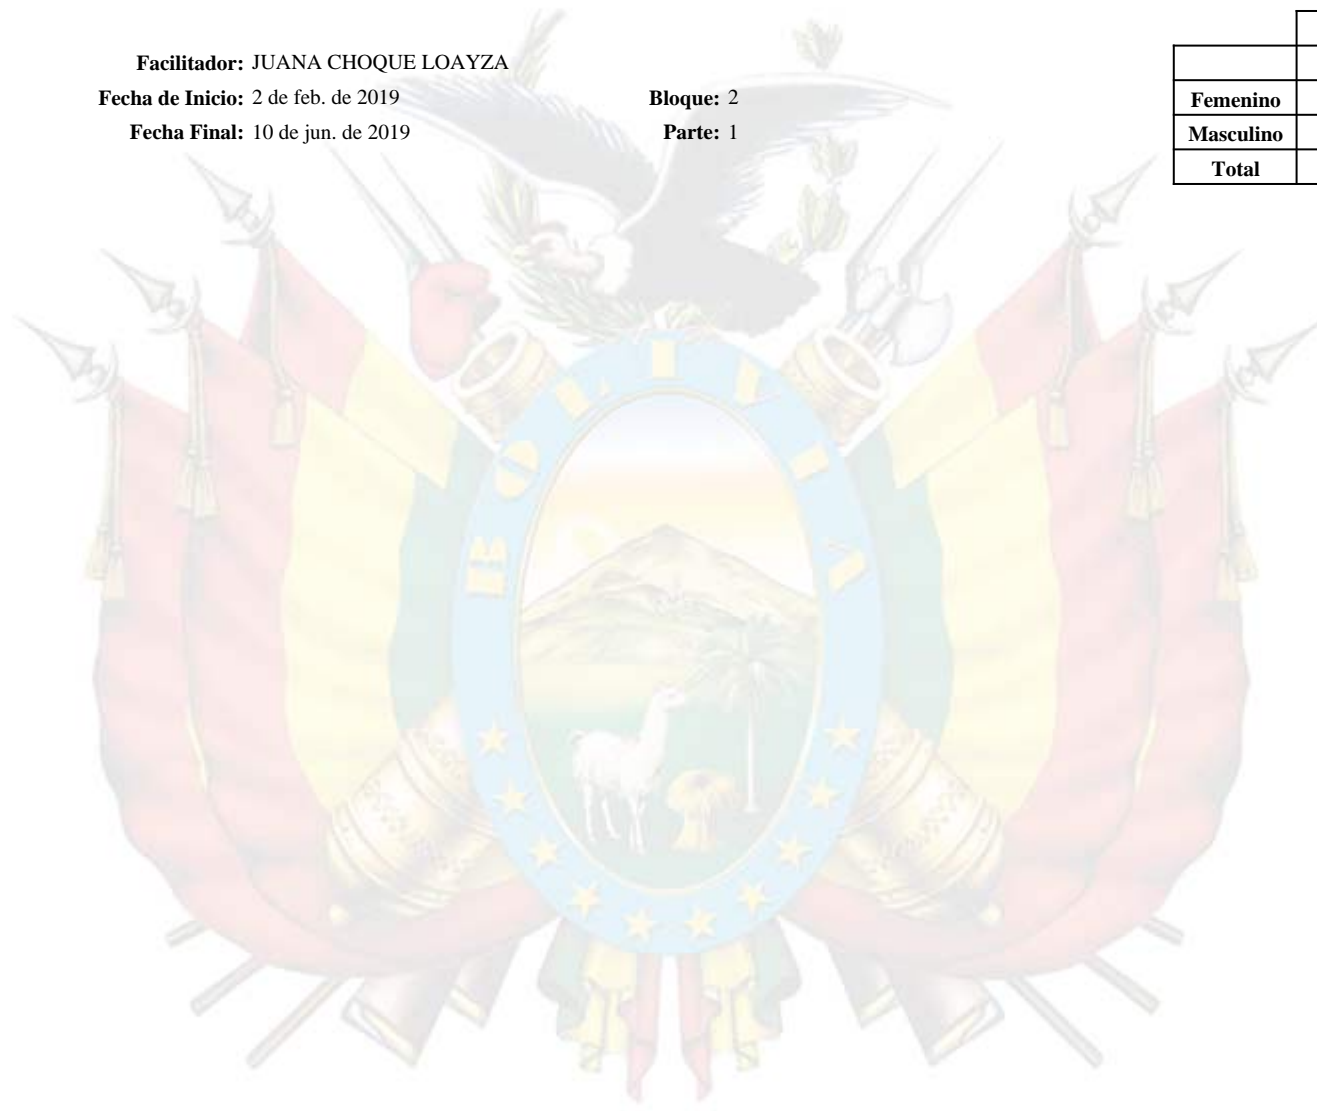 Facilitador: JUANA CHOQUE LOAYZA
Fecha de Inicio: 2 de feb. de 2019
Bloque: 2
Fecha Final: 10 de jun. de 2019
Parte: 1
Femenino
Masculino
Total
BOLIVIA